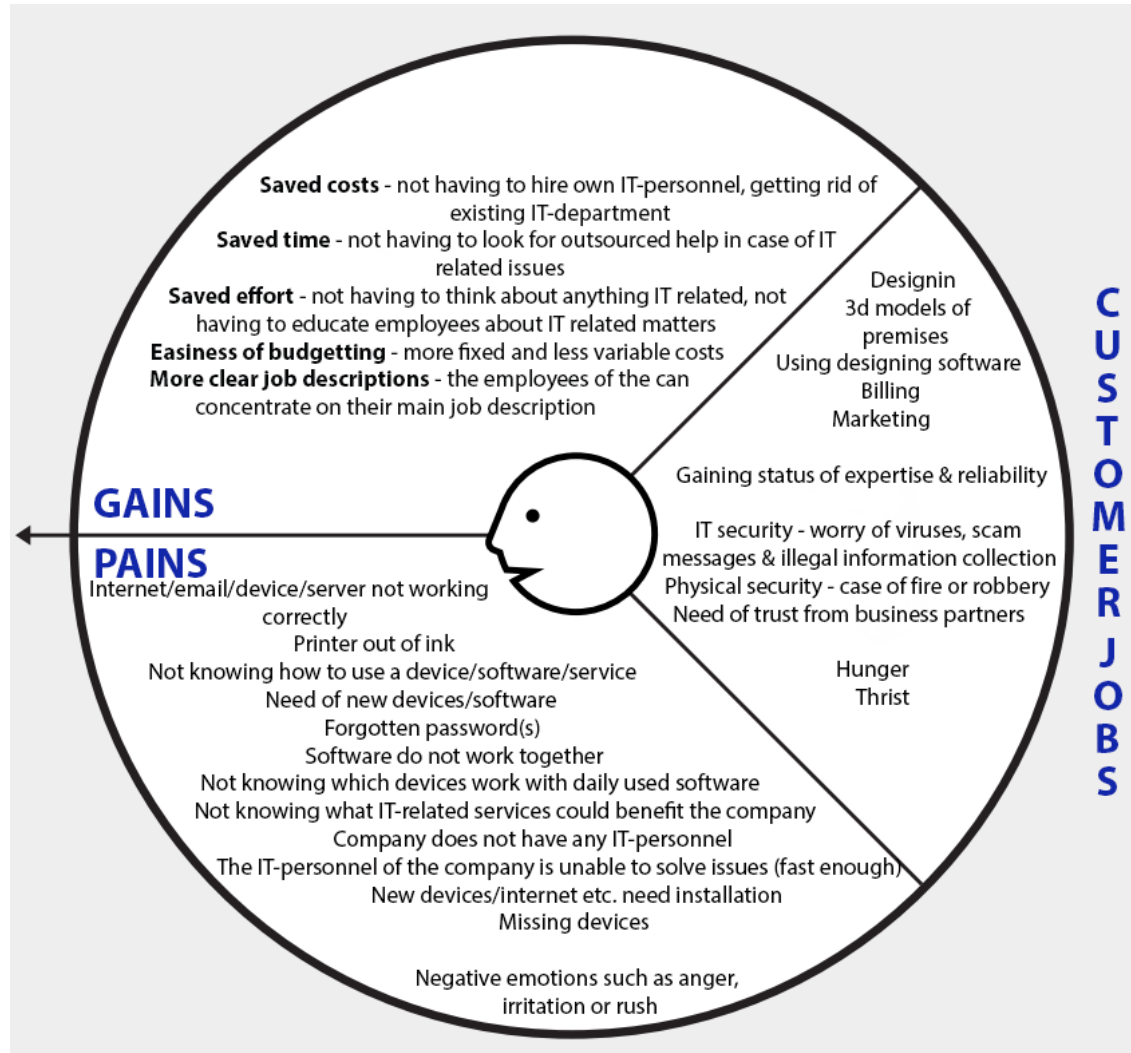 Saved costs - not having to hire own IT-personnel, getting rid of
existing IT-department
Saved time - not having to look for outsourced help in case of IT
related issues
Saved effort - not having to think about anything IT related, not
having to educate employees about IT related matters
Easiness of budgetting - more fixed and less variable costs
More clear job descriptions - the employees of the can
concentrate on their main job description
GAINS
PAINS
Internet/email/device/server not working
correctly
Printer out of ink
Not knowing how to use a device/software/service
Need of new devices/software
Forgotten password(s)
Software do not work together
Not knowing which devices work with daily used software
Not knowing what IT-related services could benefit the company
Company does not have any IT-personnel
The IT-personnel of the company is unable to solve issues (fast enough)
New devices/internet etc. need installation
Missing devices
Negative emotions such as anger,
irritation or rush
Designin
3d models of
premises
Using designing software
Billing
Marketing
Gaining status of expertise & reliability
IT security - worry of viruses, scam
messages & illegal information collection
Physical security - case of fire or robbery
Need of trust from business partners
Hunger
Thrist
CUSTOMER JOBS